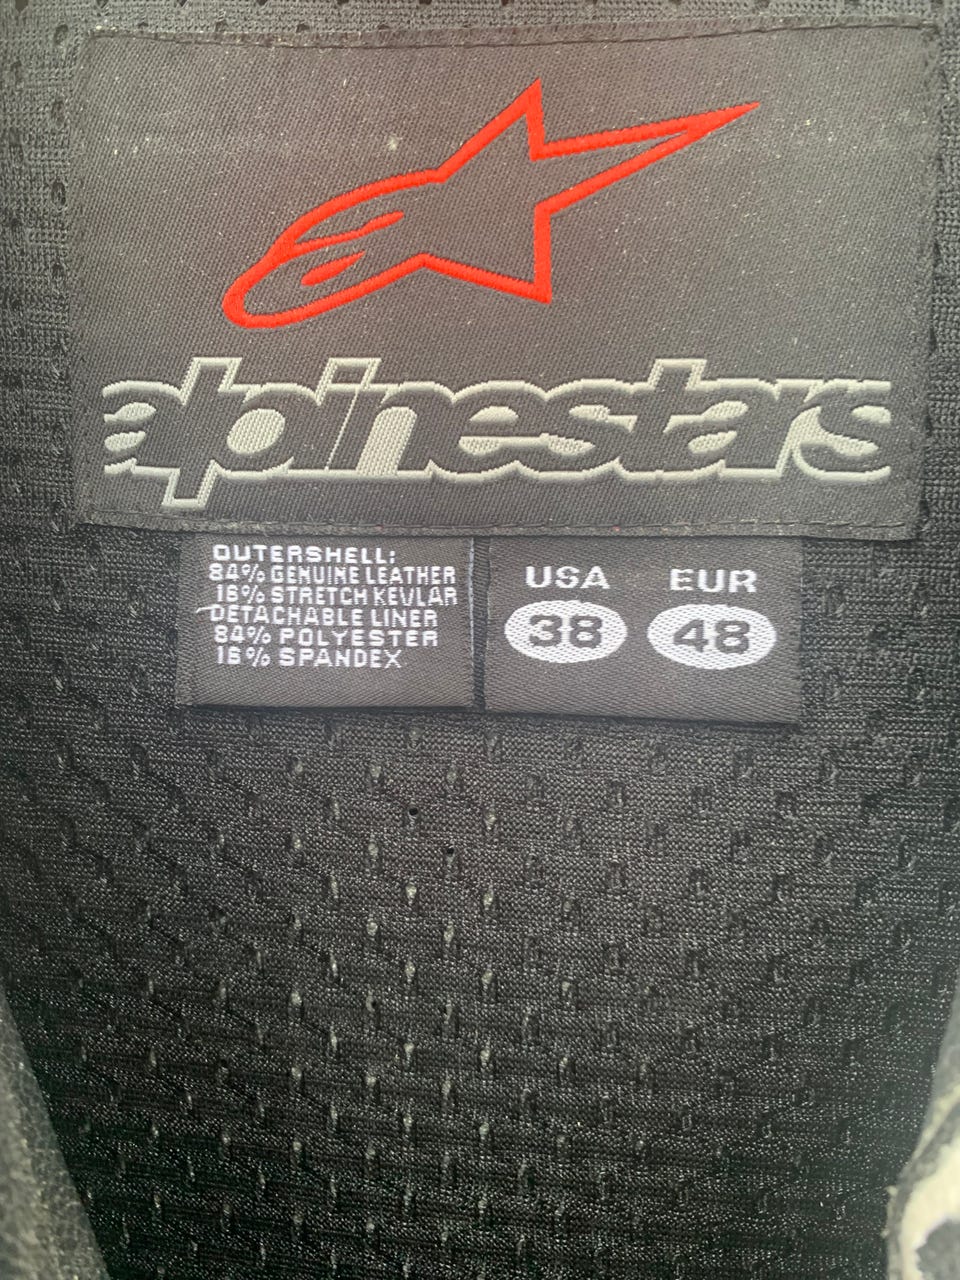 alpinestars
OUTERSHELL:
84% GENUINE LEATHER
16% STRETCH KEVLAR
DETACHABLE LINER
84% POLYESTER
16% SPANDEX
USA EUR
38 48